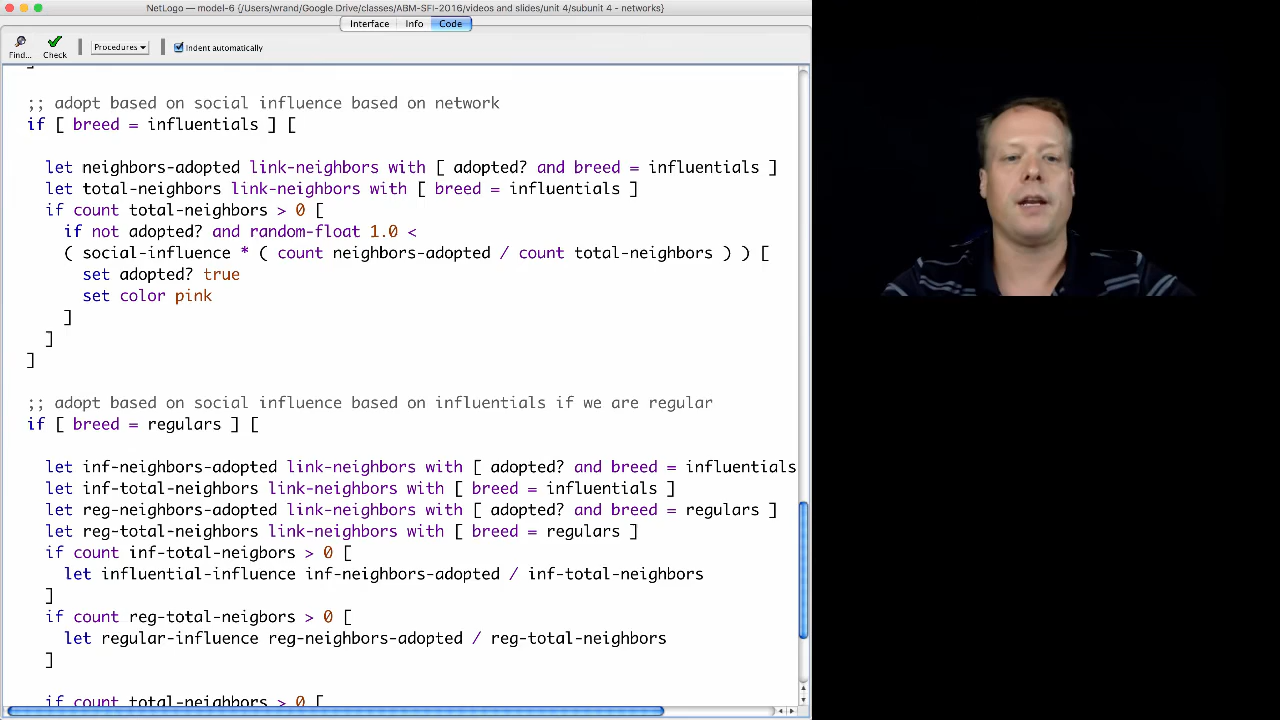 NetLogo — model-6 {/Users/wrand/Google Drive/classes/ABM-SFI-2016/videos and slides/unit 4/subunit 4 - networks}
Interface Info Code
Find... Check Procedures Indent automatically
]
;; adopt based on social influence based on network
if [ breed = influentials ] [
let neighbors-adopted link-neighbors with [ adopted? and breed = influentials ]
let total-neighbors link-neighbors with [ breed = influentials ]
if count total-neighbors > 0 [
if not adopted? and random-float 1.0 <
( social-influence * ( count neighbors-adopted / count total-neighbors ) ) [
set adopted? true
set color pink
]
]
]
;; adopt based on social influence based on influentials if we are regular
if [ breed = regulars ] [
let inf-neighbors-adopted link-neighbors with [ adopted? and breed = influentials
let inf-total-neighbors link-neighbors with [ breed = influentials ]
let reg-neighbors-adopted link-neighbors with [ adopted? and breed = regulars ]
let reg-total-neighbors link-neighbors with [ breed = regulars ]
if count inf-total-neigbors > 0 [
let influential-influence inf-neighbors-adopted / inf-total-neighbors
]
if count reg-total-neigbors > 0 [
let regular-influence reg-neighbors-adopted / reg-total-neighbors
]
if count total-neighbors > 0 [